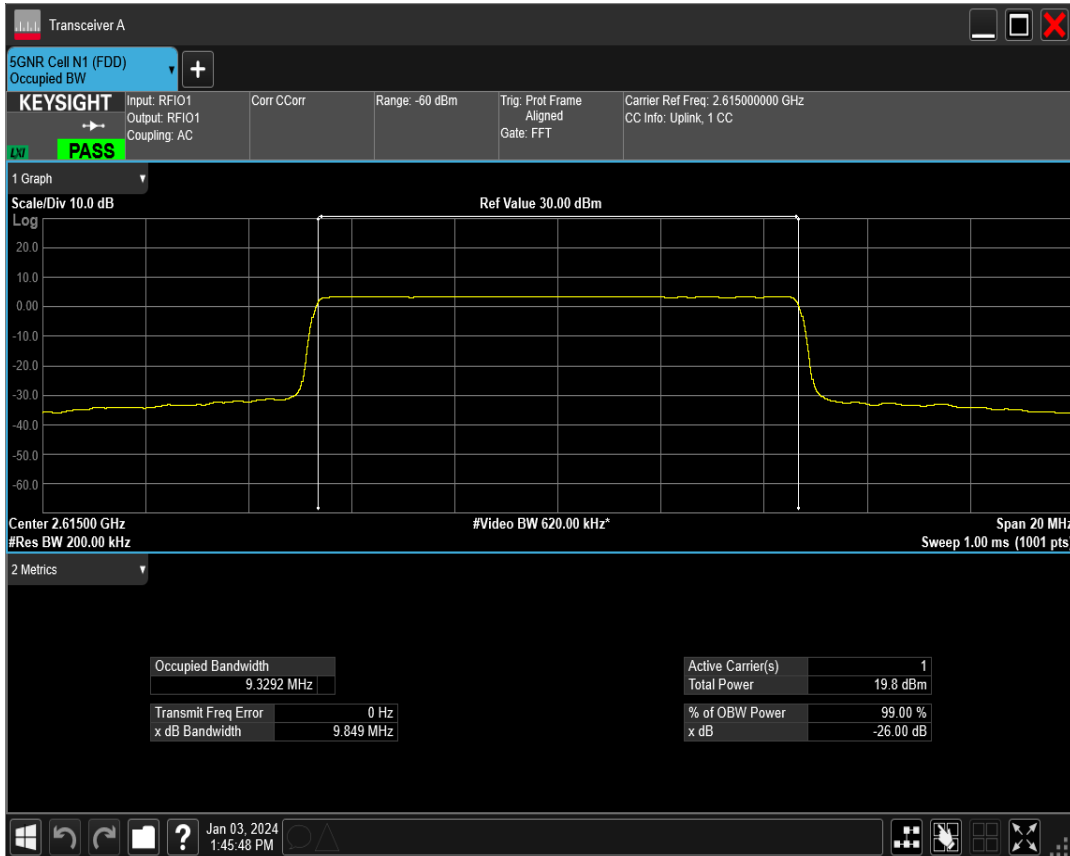 Transceiver A
5GNR Cell N1 (FDD)
Occupied BW
+
KEYSIGHT
LXI
PASS
Input: RFIO1
Output: RFIO1
Coupling: AC
Corr CCorr
Range: -60 dBm
Trig: Prot Frame
Aligned
Gate: FFT
Carrier Ref Freq: 2.615000000 GHz
CC Info: Uplink, 1 CC
1 Graph
Scale/Div 10.0 dB
Ref Value 30.00 dBm
Log
20.0
10.0
0.00
-10.0
-20.0
-30.0
-40.0
-50.0
-60.0
Center 2.61500 GHz
#Video BW 620.00 kHz*
Span 20 MHz
#Res BW 200.00 kHz
Sweep 1.00 ms (1001 pts)
2 Metrics
Occupied Bandwidth
9.3292 MHz
Transmit Freq Error 0 Hz
x dB Bandwidth 9.849 MHz
Active Carrier(s) 1
Total Power 19.8 dBm
% of OBW Power 99.00 %
x dB -26.00 dB
?
Jan 03, 2024
1:45:48 PM